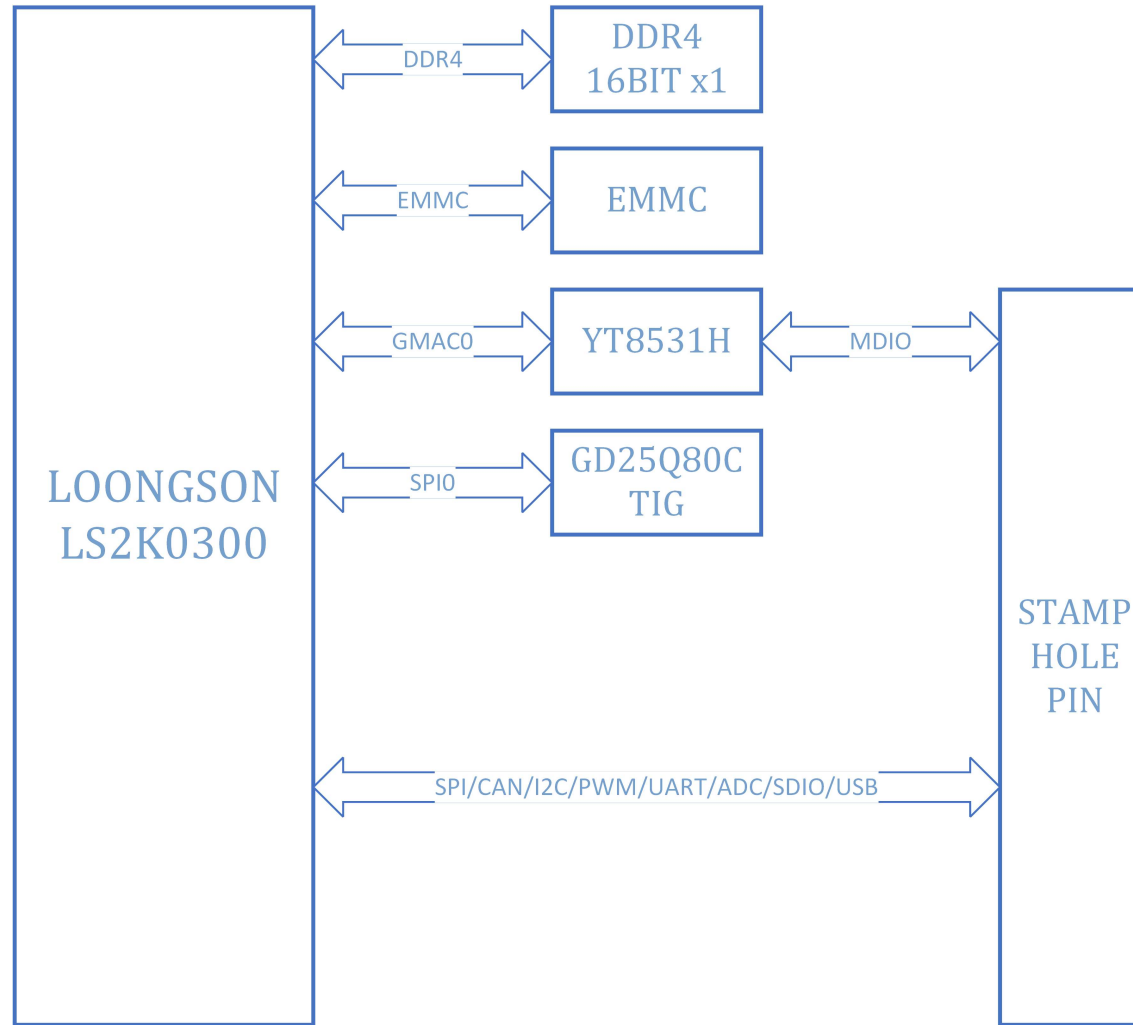 LOONGSON
LS2K0300
DDR4
DDR4
16BIT x1
EMMC
EMMC
GMAC0
YT8531H
MDIO
SPI0
GD25Q80C
TIG
SPI/CAN/I2C/PWM/UART/ADC/SDIO/USB
STAMP
HOLE
PIN